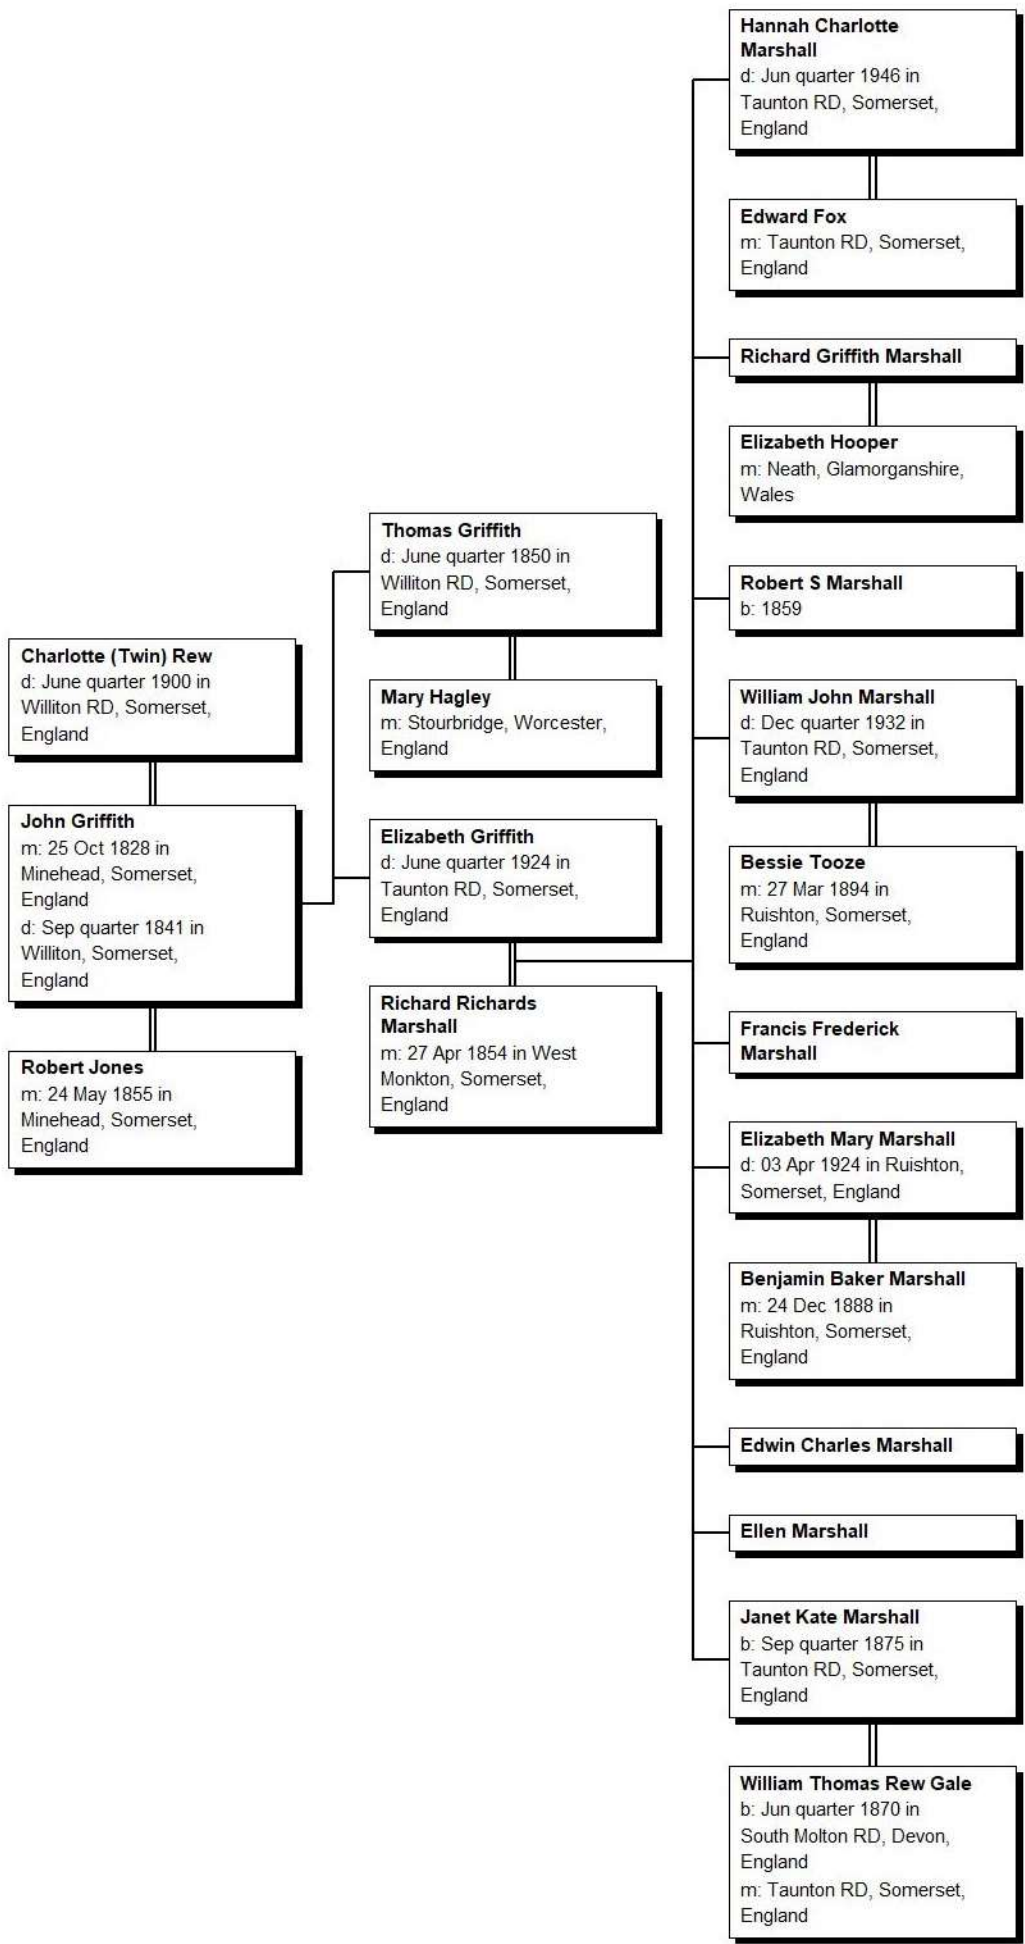 Charlotte (Twin) Rew
d: June quarter 1900 in
Williton RD, Somerset,
England
John Griffith
m: 25 Oct 1828 in
Minehead, Somerset,
England
d: Sep quarter 1841 in
Williton, Somerset,
England
Robert Jones
m: 24 May 1855 in
Minehead, Somerset,
England
Thomas Griffith
d: June quarter 1850 in
Williton RD, Somerset,
England
Mary Hagley
m: Stourbridge, Worcester,
England
Elizabeth Griffith
d: June quarter 1924 in
Taunton RD, Somerset,
England
Richard Richards
Marshall
m: 27 Apr 1854 in West
Monkton, Somerset,
England
Hannah Charlotte
Marshall
d: Jun quarter 1946 in
Taunton RD, Somerset,
England
Edward Fox
m: Taunton RD, Somerset,
England
Richard Griffith Marshall
Elizabeth Hooper
m: Neath, Glamorganshire,
Wales
Robert S Marshall
b: 1859
William John Marshall
d: Dec quarter 1932 in
Taunton RD, Somerset,
England
Bessie Tooze
m: 27 Mar 1894 in
Ruishton, Somerset,
England
Francis Frederick
Marshall
Elizabeth Mary Marshall
d: 03 Apr 1924 in Ruishton,
Somerset, England
Benjamin Baker Marshall
m: 24 Dec 1888 in
Ruishton, Somerset,
England
Edwin Charles Marshall
Ellen Marshall
Janet Kate Marshall
b: Sep quarter 1875 in
Taunton RD, Somerset,
England
William Thomas Rew Gale
b: Jun quarter 1870 in
South Molton RD, Devon,
England
m: Taunton RD, Somerset,
England